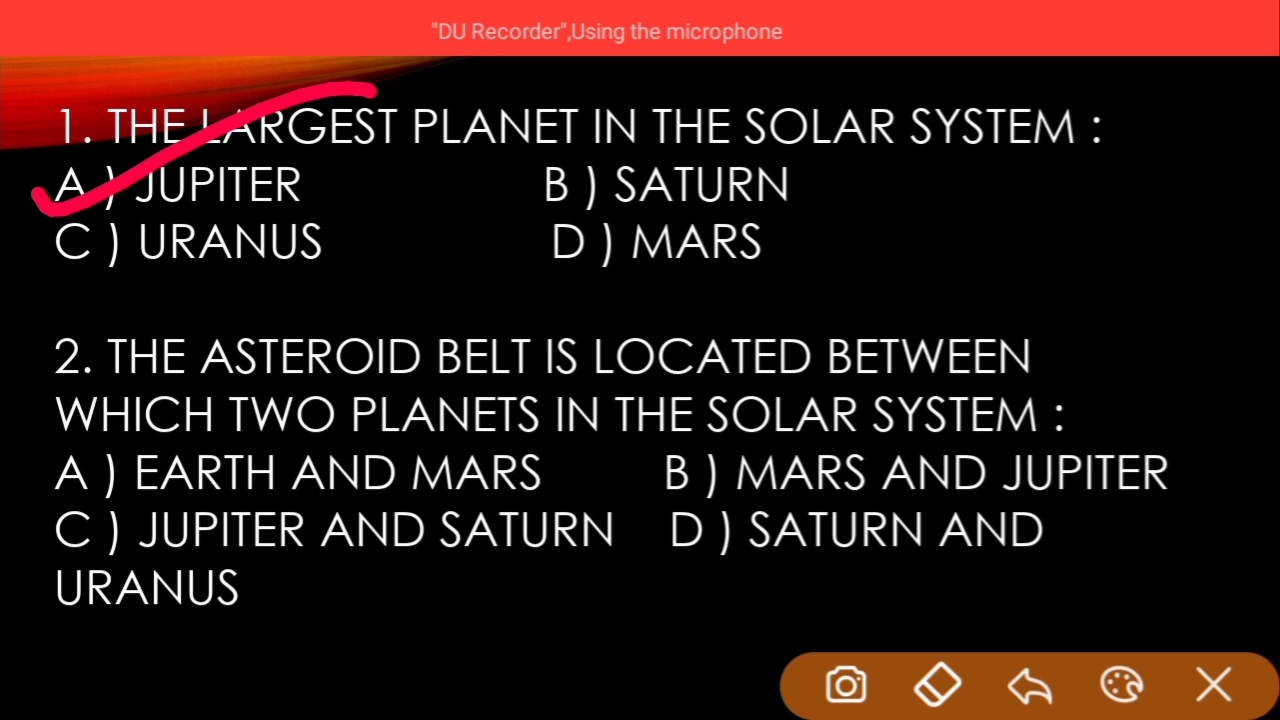 "DU Recorder",Using the microphone
1. THE LARGEST PLANET IN THE SOLAR SYSTEM :
A ) JUPITER B ) SATURN
C ) URANUS D ) MARS
2. THE ASTEROID BELT IS LOCATED BETWEEN
WHICH TWO PLANETS IN THE SOLAR SYSTEM :
A ) EARTH AND MARS B ) MARS AND JUPITER
C ) JUPITER AND SATURN D ) SATURN AND
URANUS